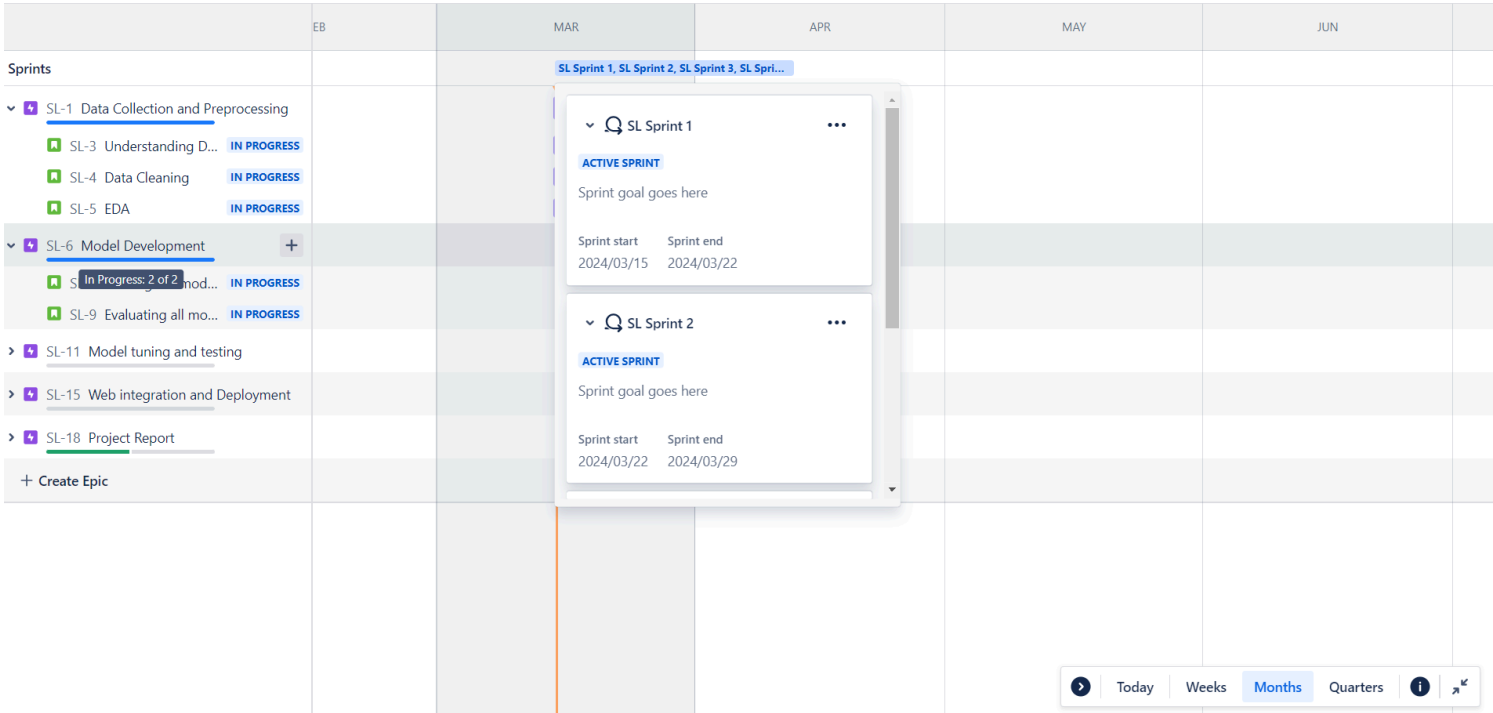 EB MAR APR MAY JUN
Sprints
SL Sprint 1, SL Sprint 2, SL Sprint 3, SL Spri...
SL-1 Data Collection and Preprocessing
SL-3 Understanding D... IN PROGRESS
SL-4 Data Cleaning IN PROGRESS
SL-5 EDA IN PROGRESS
SL-6 Model Development
In Progress: 2 of 2
S mod... IN PROGRESS
SL-9 Evaluating all mo... IN PROGRESS
SL-11 Model tuning and testing
SL-15 Web integration and Deployment
SL-18 Project Report
+ Create Epic
SL Sprint 1
ACTIVE SPRINT
Sprint goal goes here
Sprint start Sprint end
2024/03/15 2024/03/22
SL Sprint 2
ACTIVE SPRINT
Sprint goal goes here
Sprint start Sprint end
2024/03/22 2024/03/29
Today Weeks Months Quarters